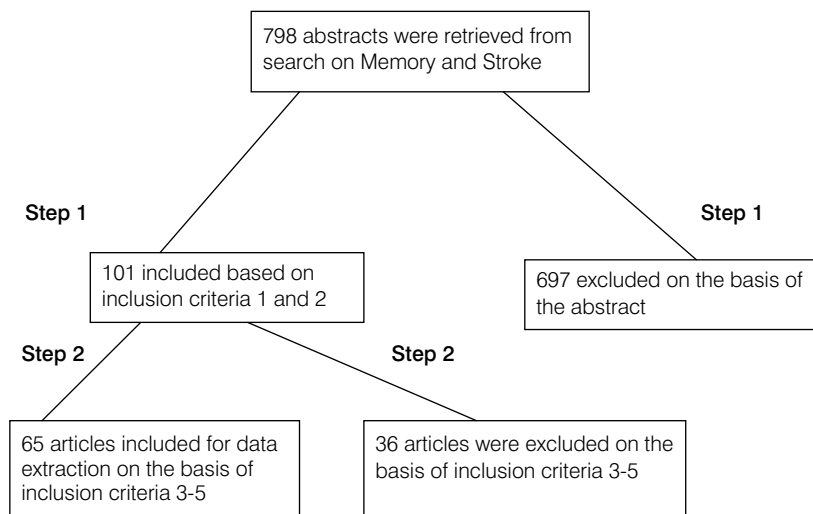 798 abstracts were retrieved from
search on Memory and Stroke
Step 1
Step 1
101 included based on
inclusion criteria 1 and 2
697 excluded on the basis of
the abstract
Step 2
Step 2
65 articles included for data
extraction on the basis of
inclusion criteria 3-5
36 articles were excluded on the
basis of inclusion criteria 3-5